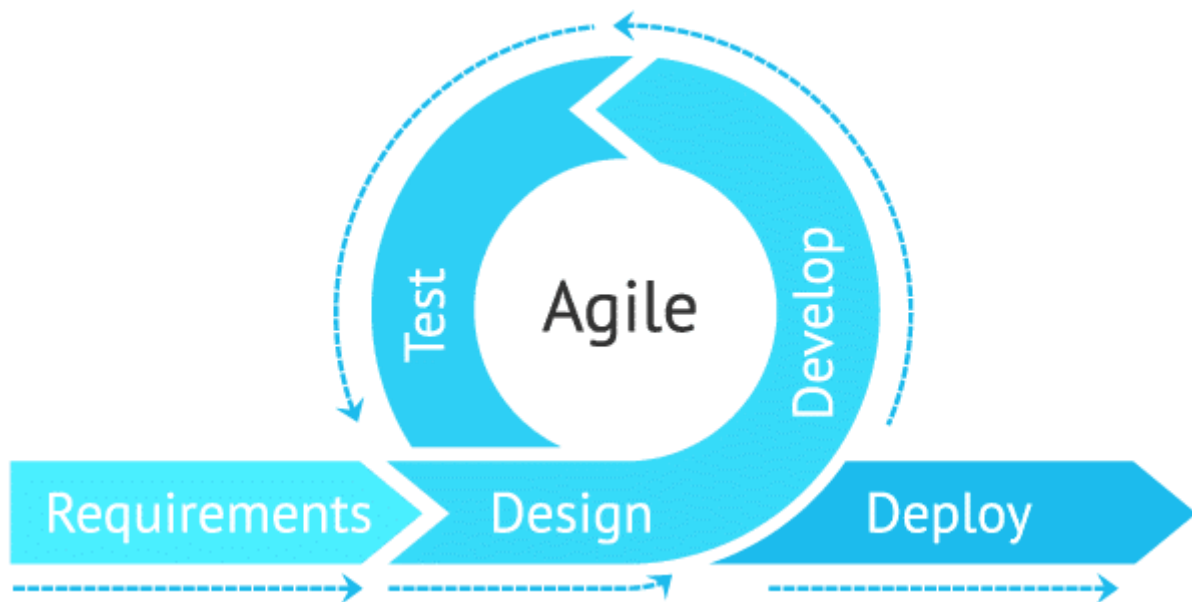 Agile
Test
Develop
Requirements
Design
Deploy